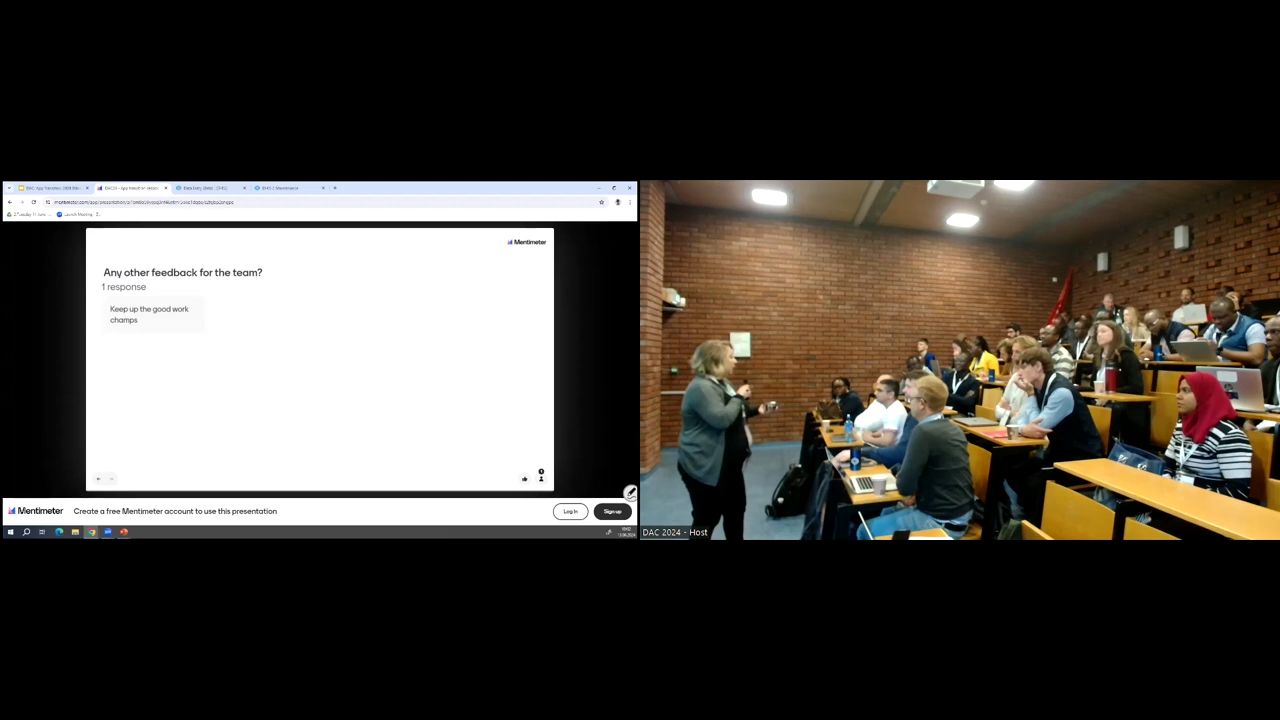 Mentimeter
Any other feedback for the team?
1 response
Keep up the good work
champs
Mentimeter
Create a free Mentimeter account to use this presentation
Log in
Sign up
DAC 2024 - Host